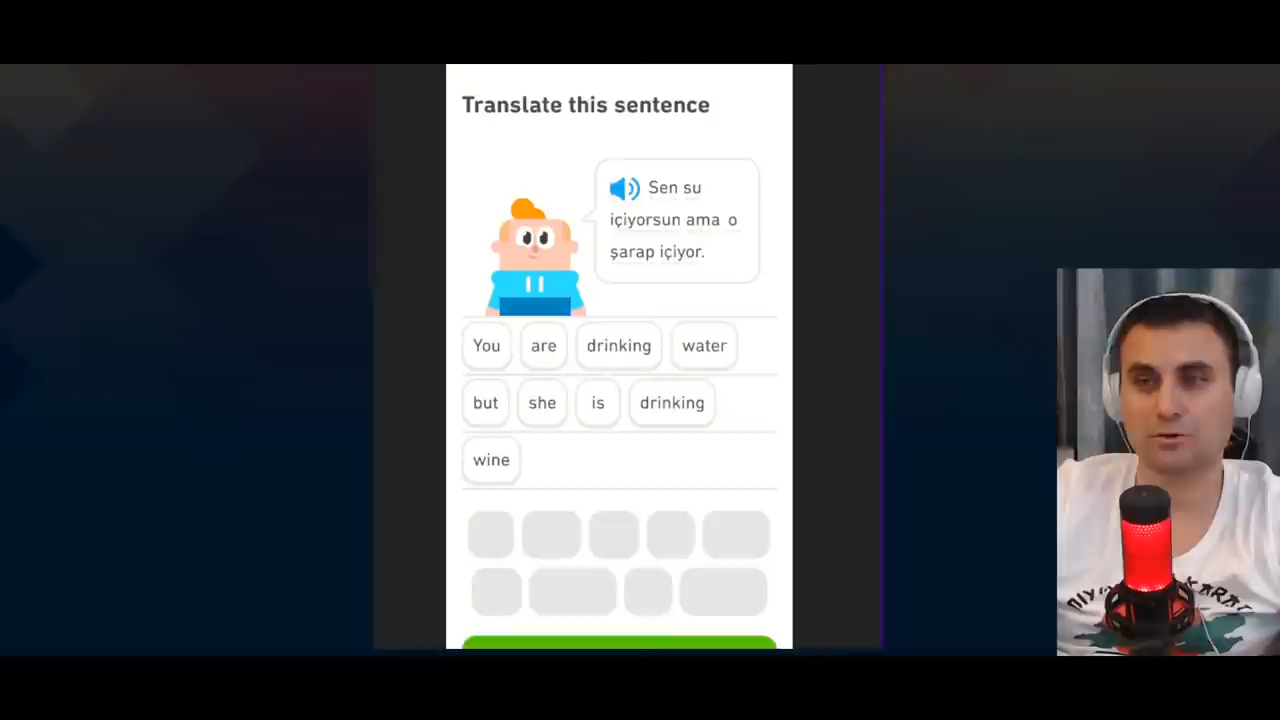 Translate this sentence
Sen su
içiyorsun ama o
şarap içiyor.
You are drinking water
but she is drinking
wine